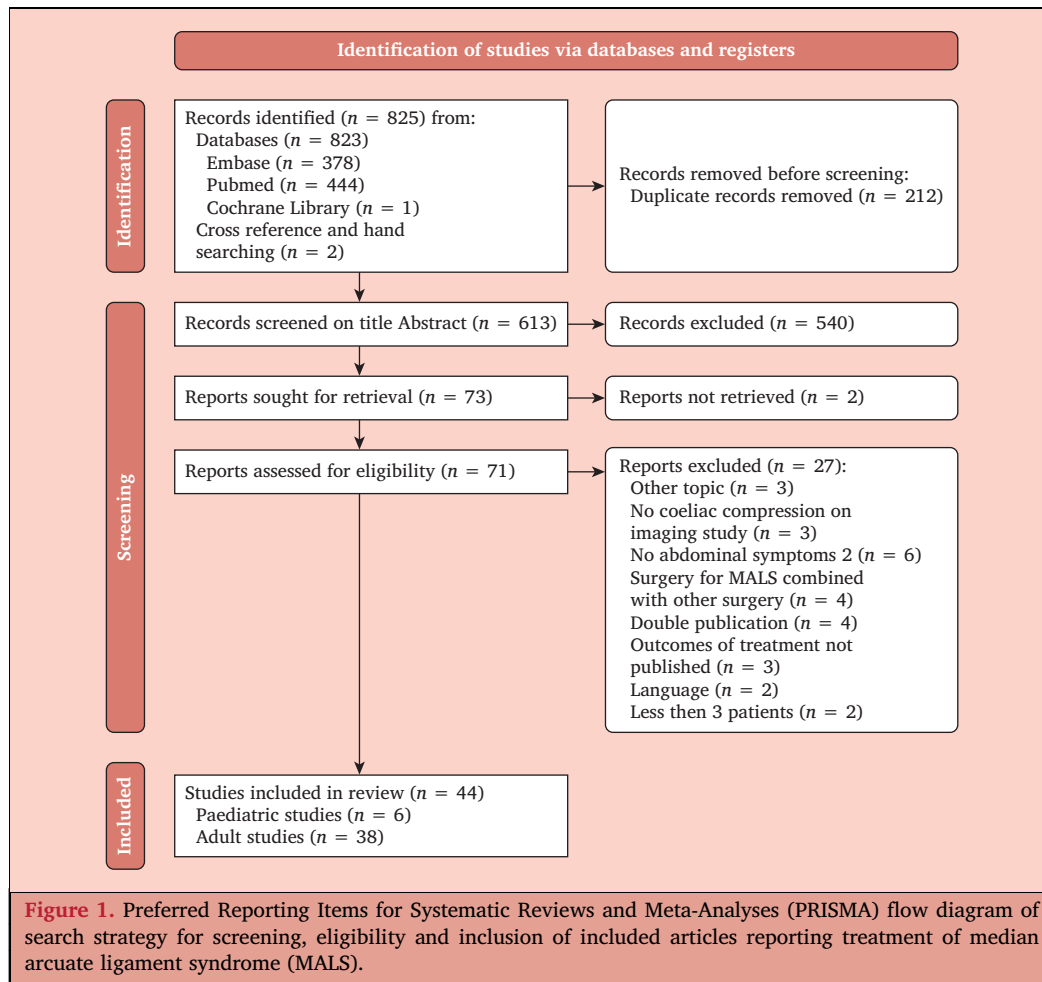 Identification of studies via databases and registers
Identification
Records identified (n = 825) from:
Databases (n = 823)
Embase (n = 378)
Pubmed (n = 444)
Cochrane Library (n = 1)
Cross reference and hand
searching (n = 2)
Records removed before screening:
Duplicate records removed (n = 212)
Screening
Records screened on title Abstract (n = 613)
Records excluded (n = 540)
Reports sought for retrieval (n = 73)
Reports not retrieved (n = 2)
Reports assessed for eligibility (n = 71)
Reports excluded (n = 27):
Other topic (n = 3)
No coeliac compression on
imaging study (n = 3)
No abdominal symptoms 2 (n = 6)
Surgery for MALS combined
with other surgery (n = 4)
Double publication (n = 4)
Outcomes of treatment not
published (n = 3)
Language (n = 2)
Less then 3 patients (n = 2)
Included
Studies included in review (n = 44)
Paediatric studies (n = 6)
Adult studies (n = 38)
Figure 1. Preferred Reporting Items for Systematic Reviews and Meta-Analyses (PRISMA) flow diagram of
search strategy for screening, eligibility and inclusion of included articles reporting treatment of median
arcuate ligament syndrome (MALS).